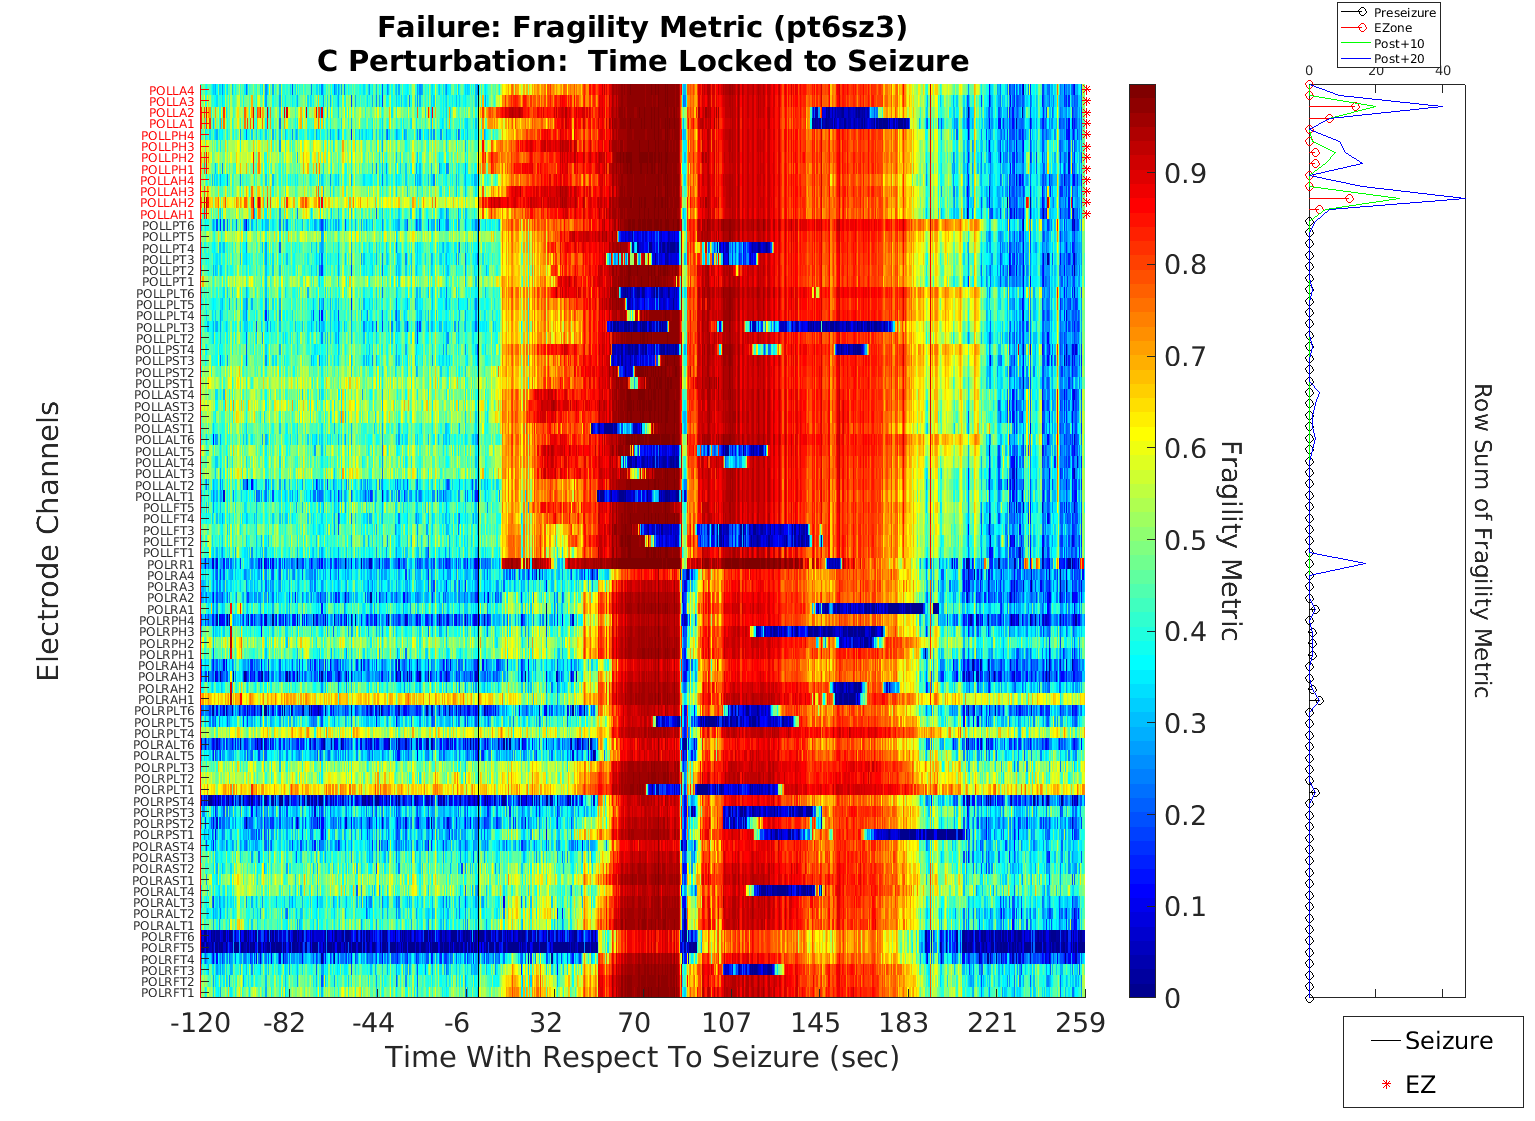 Failure: Fragility Metric (pt6sz3)
C Perturbation:  Time Locked to Seizure
Preseizure
EZone
Post+10
Post+20
0 20 40
Electrode Channels
POLLA4
POLLA3
POLLA2
POLLA1
POLLPH4
POLLPH3
POLLPH2
POLLPH1
POLLAH4
POLLAH3
POLLAH2
POLLAH1
POLLPT6
POLLPT5
POLLPT4
POLLPT3
POLLPT2
POLLPT1
POLLPLT6
POLLPLT5
POLLPLT4
POLLPLT3
POLLPLT2
POLLPST4
POLLPST3
POLLPST2
POLLPST1
POLLAST4
POLLAST3
POLLAST2
POLLAST1
POLLALT6
POLLALT5
POLLALT4
POLLALT3
POLLALT2
POLLALT1
POLLFT5
POLLFT4
POLLFT3
POLLFT2
POLLFT1
POLRR1
POLRA4
POLRA3
POLRA2
POLRA1
POLRPH4
POLRPH3
POLRPH2
POLRPH1
POLRAH4
POLRAH3
POLRAH2
POLRAH1
POLRPLT6
POLRPLT5
POLRPLT4
POLRALT6
POLRALT5
POLRPLT3
POLRPLT2
POLRPLT1
POLRPST4
POLRPST3
POLRPST2
POLRPST1
POLRAST4
POLRAST3
POLRAST2
POLRAST1
POLRALT4
POLRALT3
POLRALT2
POLRALT1
POLRFT6
POLRFT5
POLRFT4
POLRFT3
POLRFT2
POLRFT1
-120 -82 -44 -6 32 70 107 145 183 221 259
Time With Respect To Seizure (sec)
0.9
0.8
0.7
0.6
0.5
0.4
0.3
0.2
0.1
0
Fragility Metric
Row Sum of Fragility Metric
Seizure
EZ